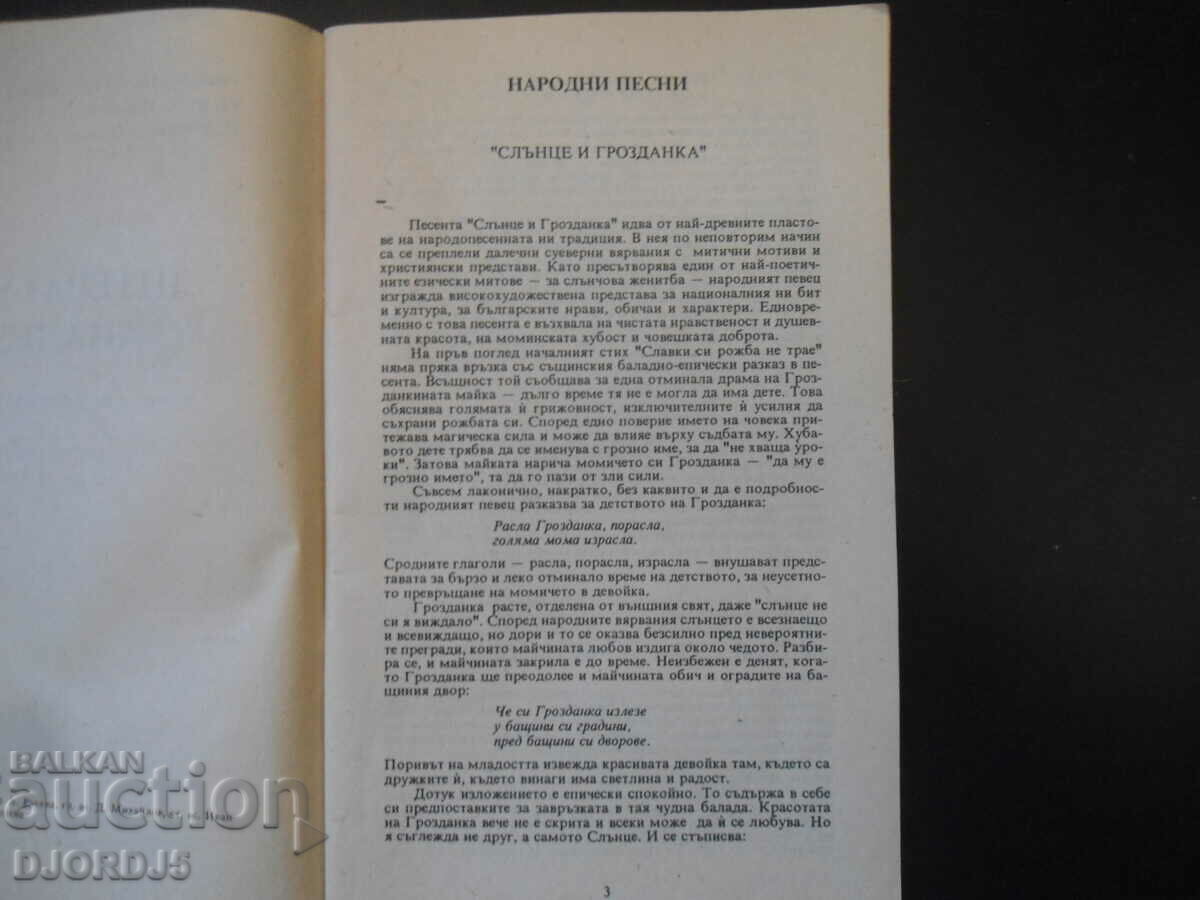 НАРОДНИ ПЕСНИ
"СЛЪНЦЕ И ГРОЗДАНКА"
Песента "Слънце и Грозданка" идва от най-древните пластове
ве на народопесенната ни традиция. В нея по неповторим начин
са се преплели далечни суеверни вярвания с митични мотиви и
християнски представи. Като пресътворява един от най-поетич-
ните езически митове — за слънчова женитба — народният певец
изгражда високохудожествена представа за националния ни бит
и култура, за българските нрави, обичаи и характери. Едновре-
менно с това песента е възхвала на чистата нравственост и душев-
ната красота, на моминската хубост и човешката доброта.
На пръв поглед началният стих "Славки си рожба не трае"
няма пряка връзка със същинския баладно-епически разказ в пе-
сента. Всъщност той съобщава за една отминала драма на Гроз-
данкината майка — дълго време тя не е могла да има дете. Това
обяснява голямата ѝ грижовност, изключителните ѝ усилия да
съхрани рожбата си. Според едно поверие името на човека при-
тежава магическа сила и може да влияе върху съдбата му. Хуба-
вото дете трябва да се именува с грозно име, за да "не хваща уро-
ки". Затова майката нарича момичето си Грозданка — "да му е
грозно името", та да го пази от зли сили.
Съвсем лаконично, накратко, без каквито и да е подробнос-
ти народният певец разказва за детството на Грозданка:
Расла Грозданка, порасла,
голяма мома израсла.
Сродните глаголи — расла, порасла, израсла — внушават предс-
тавата за бързо и леко отминало време на детството, за неусетно-
то превръщане на момичето в девойка.
Грозданка расте, отделена от външния свят, даже "слънце не
си я виждало". Според народните вярвания слънцето е всезнаещо
и всевиждащо, но дори и то се оказва безсилно пред невероятни-
те прегради, които майчината любов издига около чедото. Разби-
ра се, и майчината закрила е до време. Неизбежен е денят, кога-
то Грозданка ще преодолее и майчината обич и оградите на ба-
щиния двор:
Че си Грозданка излезе
у бащини си градини,
пред бащини си дворове.
Поривът на младостта извежда красивата девойка там, където са
дружките ѝ, където винаги има светлина и радост.
Дотук изложението е епически спокойно. То съдържа в себе
си предпоставките за завръзката в тая чудна балада. Красотата
на Грозданка вече не е скрита и всеки може да ѝ се любува. Но
я съглежда не друг, а самото Слънце. И се стъписва:
3
BALKAN
auction
DJORDJ5